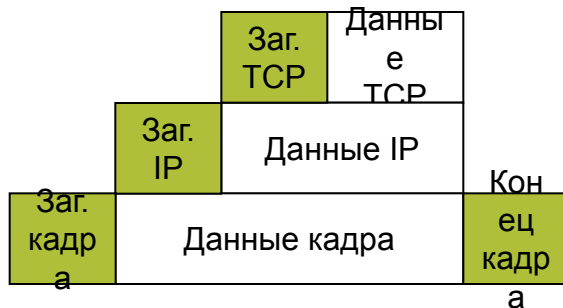 Заг.
TCP
Данны
е
TCP
Заг.
IP
Данные IP
Заг.
кадр
а
Данные кадра
Кон
ец
кадр
а